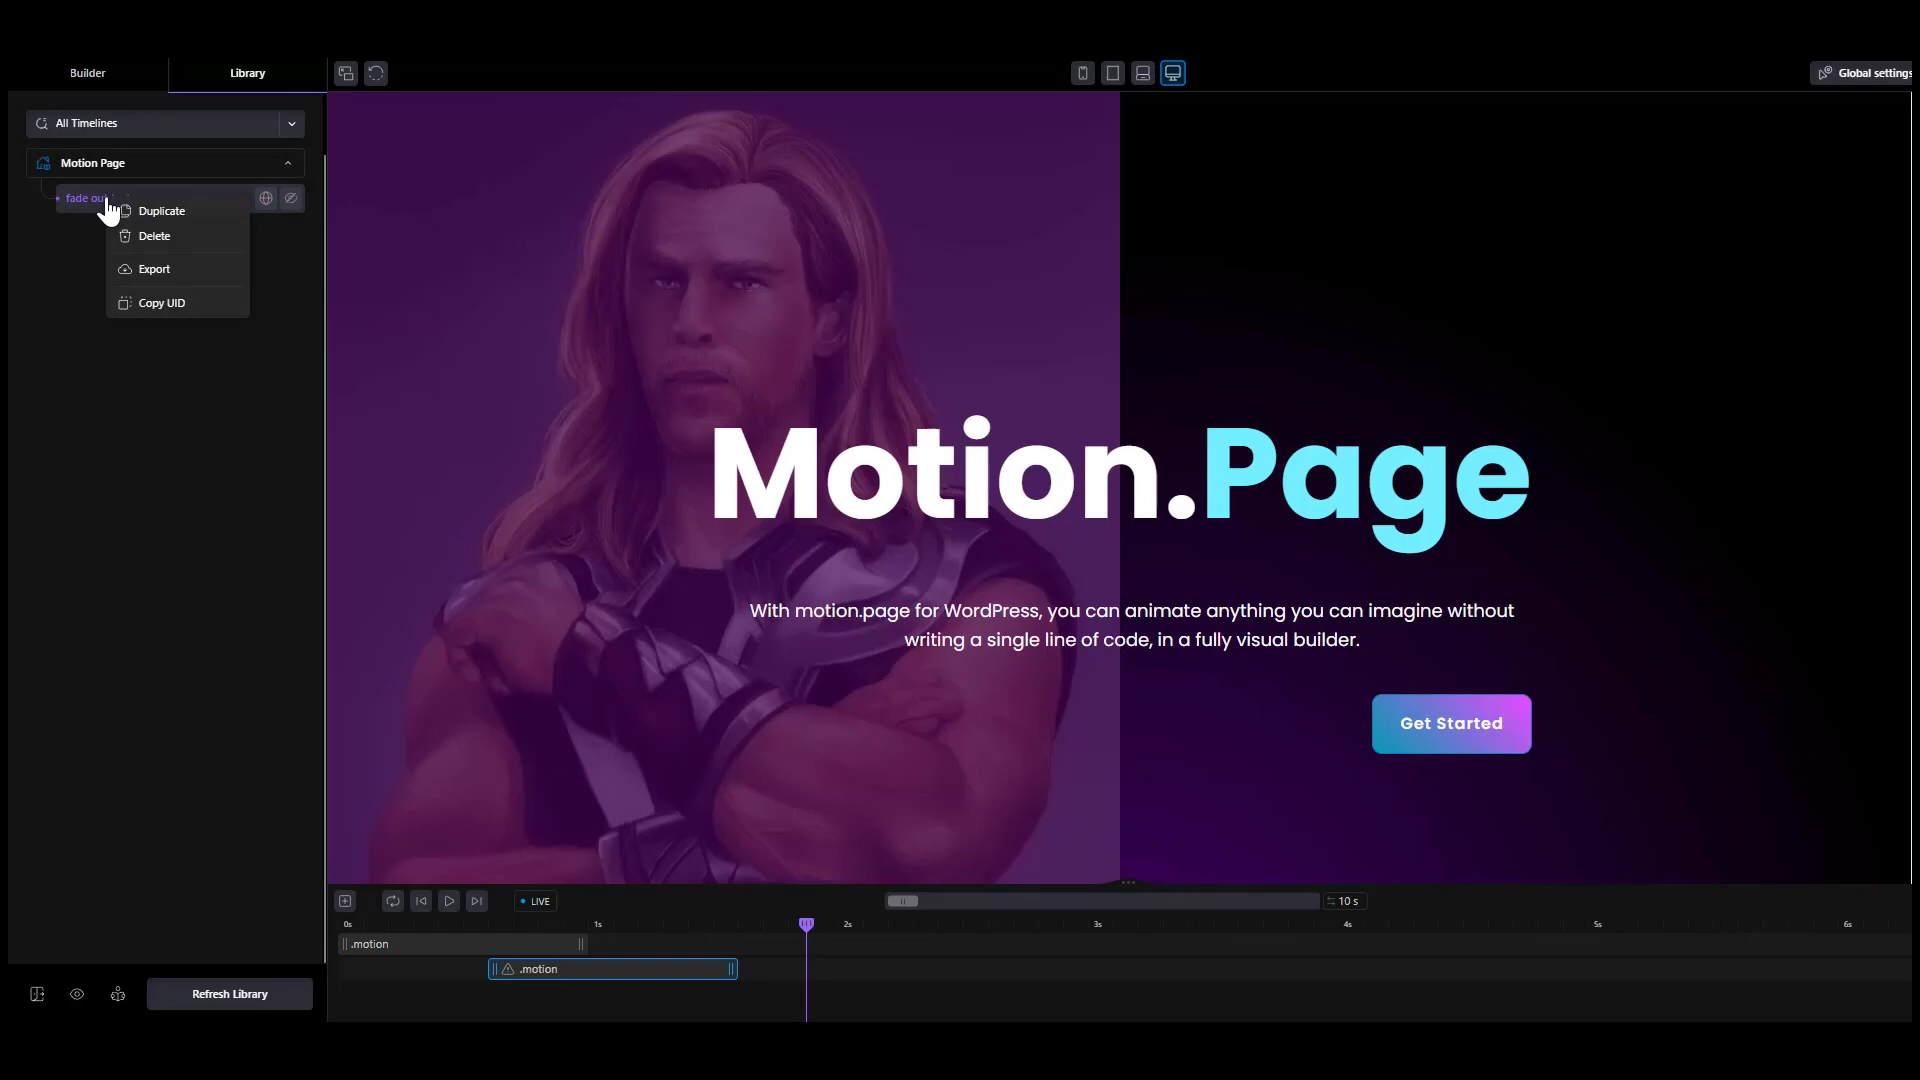 Builder
Library
Global settings
All Timelines
Motion Page
fade ou
Duplicate
Delete
Export
Copy UID
Motion.Page
With motion.page for WordPress, you can animate anything you can imagine without
writing a single line of code, in a fully visual builder.
Get Started
LIVE
10 s
0s
1s
2s
3s
4s
5s
6s
.motion
.motion
Refresh Library